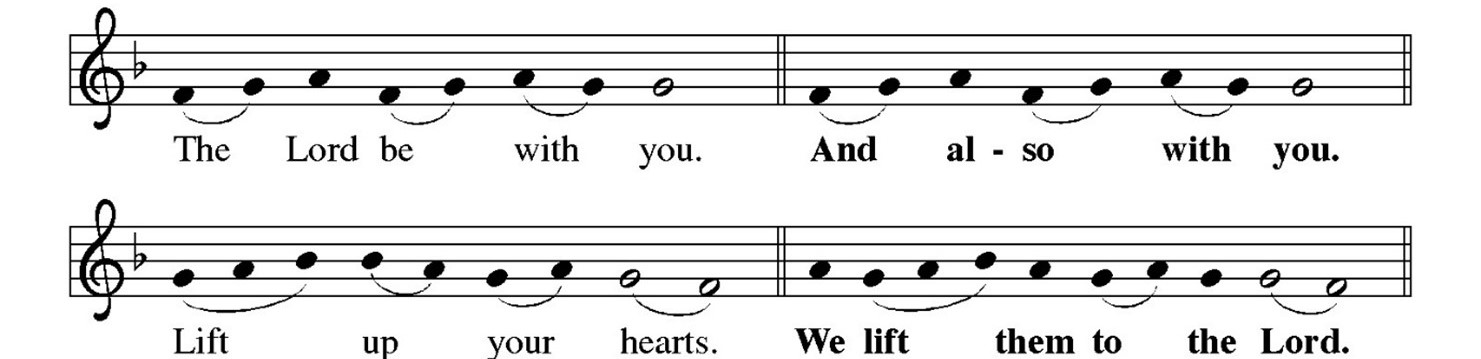 The Lord be with you. And al - so with you.
Lift up your hearts. We lift them to the Lord.